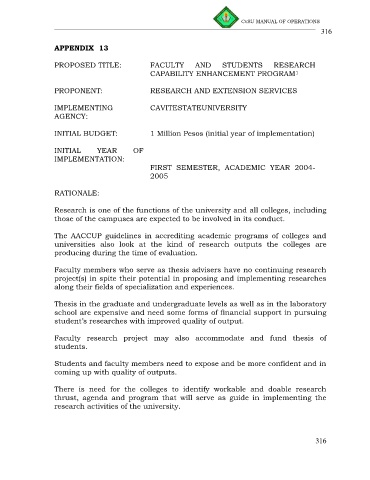 CvSU MANUAL OF OPERATIONS
316
APPENDIX 13
PROPOSED TITLE: FACULTY AND STUDENTS RESEARCH
CAPABILITY ENHANCEMENT PROGRAM
PROPONENT: RESEARCH AND EXTENSION SERVICES
IMPLEMENTING CAVITESTATEUNIVERSITY
AGENCY:
INITIAL BUDGET: 1 Million Pesos (initial year of implementation)
INITIAL YEAR OF
IMPLEMENTATION:
FIRST SEMESTER, ACADEMIC YEAR 2004-
2005
RATIONALE:
Research is one of the functions of the university and all colleges, including
those of the campuses are expected to be involved in its conduct.
The AACCUP guidelines in accrediting academic programs of colleges and
universities also look at the kind of research outputs the colleges are
producing during the time of evaluation.
Faculty members who serve as thesis advisers have no continuing research
project(s) in spite their potential in proposing and implementing researches
along their fields of specialization and experiences.
Thesis in the graduate and undergraduate levels as well as in the laboratory
school are expensive and need some forms of financial support in pursuing
student's researches with improved quality of output.
Faculty research project may also accommodate and fund thesis of
students.
Students and faculty members need to expose and be more confident and in
coming up with quality of outputs.
There is need for the colleges to identify workable and doable research
thrust, agenda and program that will serve as guide in implementing the
research activities of the university.
316